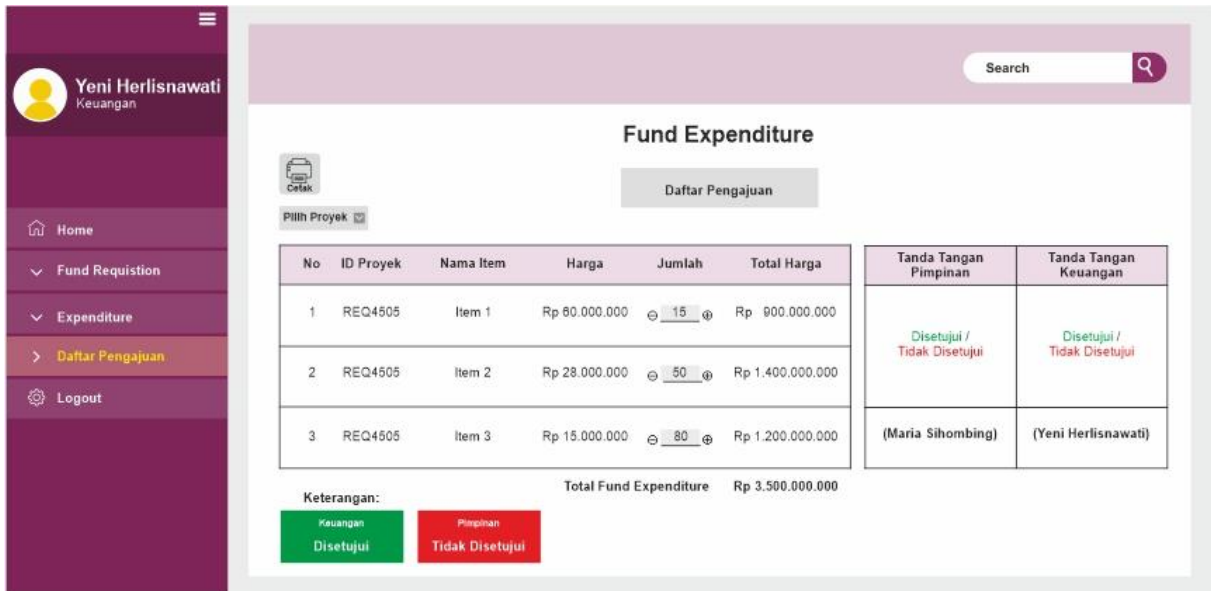 Yeni Herlisnawati
Keuangan
Home
Fund Requistion
Expenditure
Daftar Pengajuan
Logout
Search
Fund Expenditure
Cetak
Daftar Pengajuan
Pilih Proyek
No ID Proyek Nama Item Harga Jumlah Total Harga
1 REQ4505 Item 1 Rp 60.000.000 15 Rp 900.000.000
2 REQ4505 Item 2 Rp 28.000.000 50 Rp 1.400.000.000
3 REQ4505 Item 3 Rp 15.000.000 80 Rp 1.200.000.000
Total Fund Expenditure Rp 3.500.000.000
Tanda Tangan Pimpinan
Tanda Tangan Keuangan
Disetujui /
Tidak Disetujui
Disetujui /
Tidak Disetujui
(Maria Sihombing) (Yeni Herlisnawati)
Keterangan:
Keuangan
Disetujui
Pimpinan
Tidak Disetujui